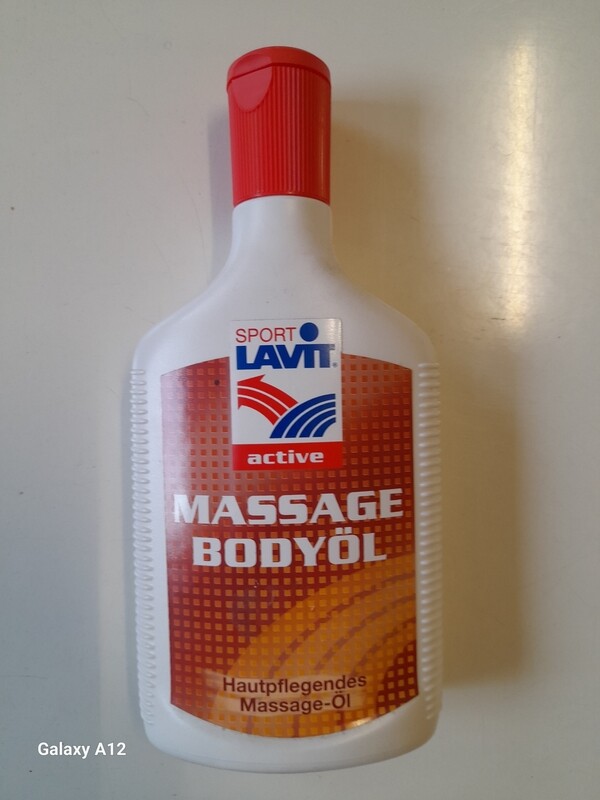 SPORT
LAVIT®
active
MASSAGE
BODYÖL
Hautpflegendes
Massage-Öl
Galaxy A12